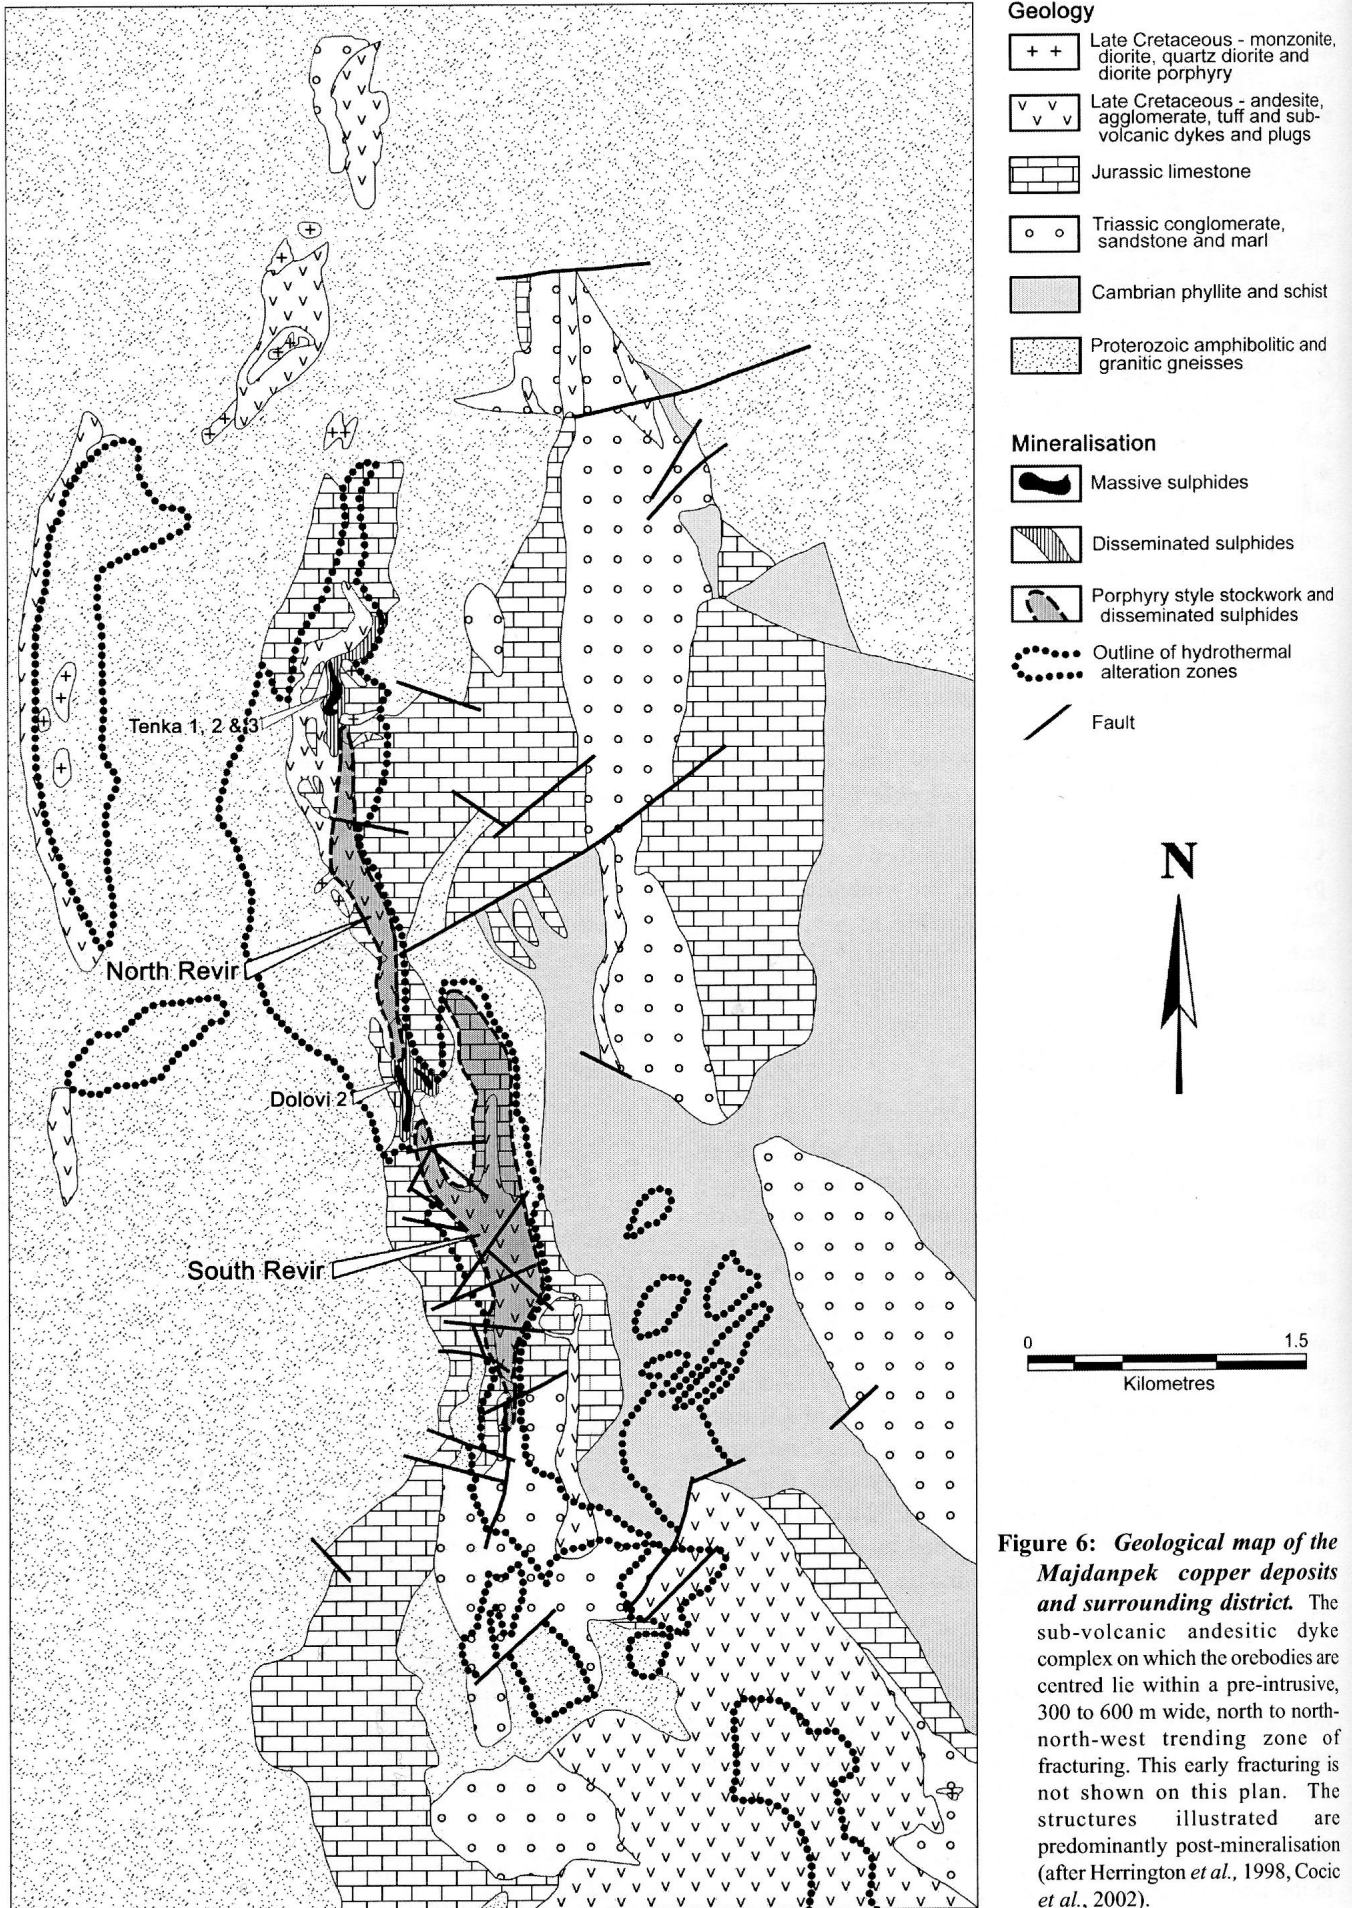 Geology
Late Cretaceous - monzonite,
diorite, quartz diorite and
diorite porphyry
Late Cretaceous - andesite,
agglomerate, tuff and sub-
volcanic dykes and plugs
Jurassic limestone
Triassic conglomerate,
sandstone and marl
Cambrian phyllite and schist
Proterozoic amphibolitic and
granitic gneisses
Mineralisation
Massive sulphides
Disseminated sulphides
Porphyry style stockwork and
disseminated sulphides
Outline of hydrothermal
alteration zones
Fault
Tenka 1, 2 & 3
North Revir
Dolovi 2
South Revir
N
0 1.5
Kilometres
Figure 6: Geological map of the
Majdanpek copper deposits
and surrounding district. The
sub-volcanic andesitic dyke
complex on which the orebodies are
centred lie within a pre-intrusive,
300 to 600 m wide, north to north-
north-west trending zone of
fracturing. This early fracturing is
not shown on this plan. The
structures illustrated are
predominantly post-mineralisation
(after Herrington et al., 1998, Cocic
et al., 2002).